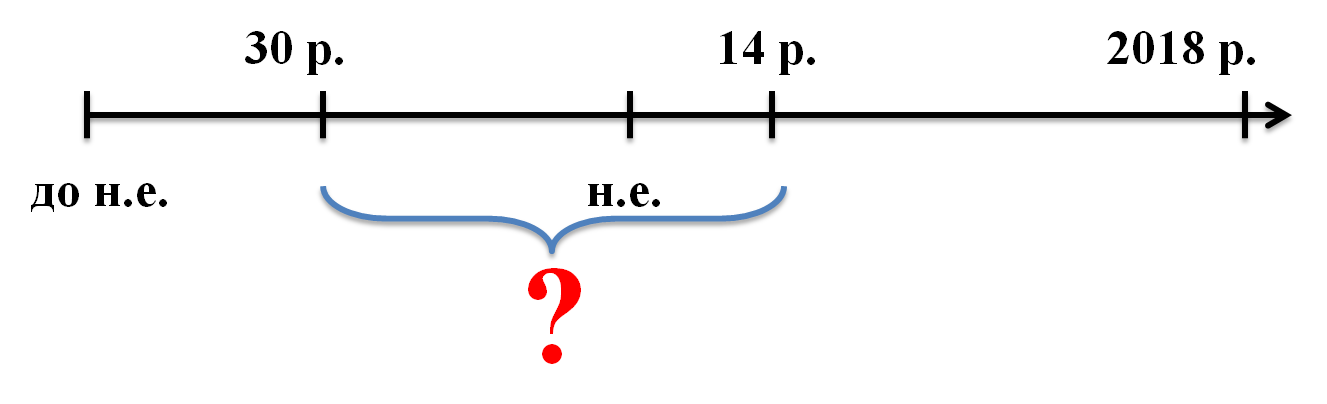 30 р. 14 р. 2018 р.
до н.е. н.е.
?